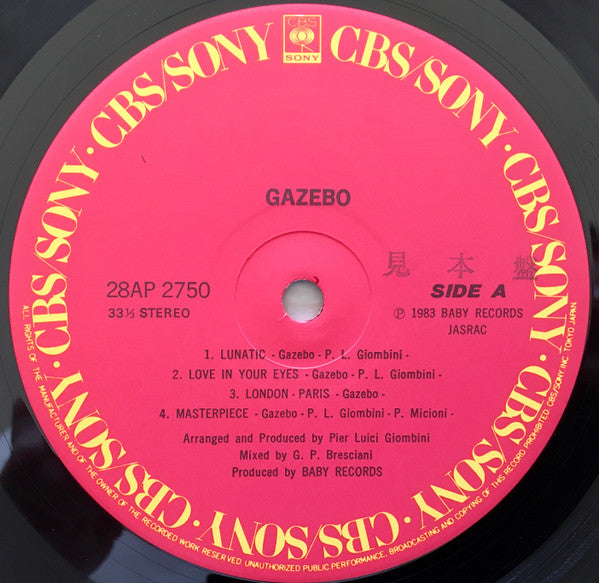 CBS
SONY
CBS/SONY · CBS/SONY · CBS/SONY · CBS/SONY · CBS/SONY · CBS/SONY · CBS/SONY · CBS/SONY ·
GAZEBO
見本盤
28AP 2750
SIDE A
33⅓ STEREO
Ⓟ 1983 BABY RECORDS
JASRAC
1. LUNATIC - Gazebo - P. L. Giombini -
2. LOVE IN YOUR EYES - Gazebo - P. L. Giombini -
3. LONDON - PARIS - Gazebo -
4. MASTERPIECE - Gazebo - P. L. Giombini - P. Micioni -
Arranged and Produced by Pier Luici Giombini
Mixed by G. P. Bresciani
Produced by BABY RECORDS
ALL RIGHTS OF THE MANUFACTURER AND OF THE OWNER OF THE RECORDED WORK RESERVED. UNAUTHORIZED PUBLIC PERFORMANCE, BROADCASTING AND COPYING OF THIS RECORD PROHIBITED. CBS/SONY INC. TOKYO JAPAN.